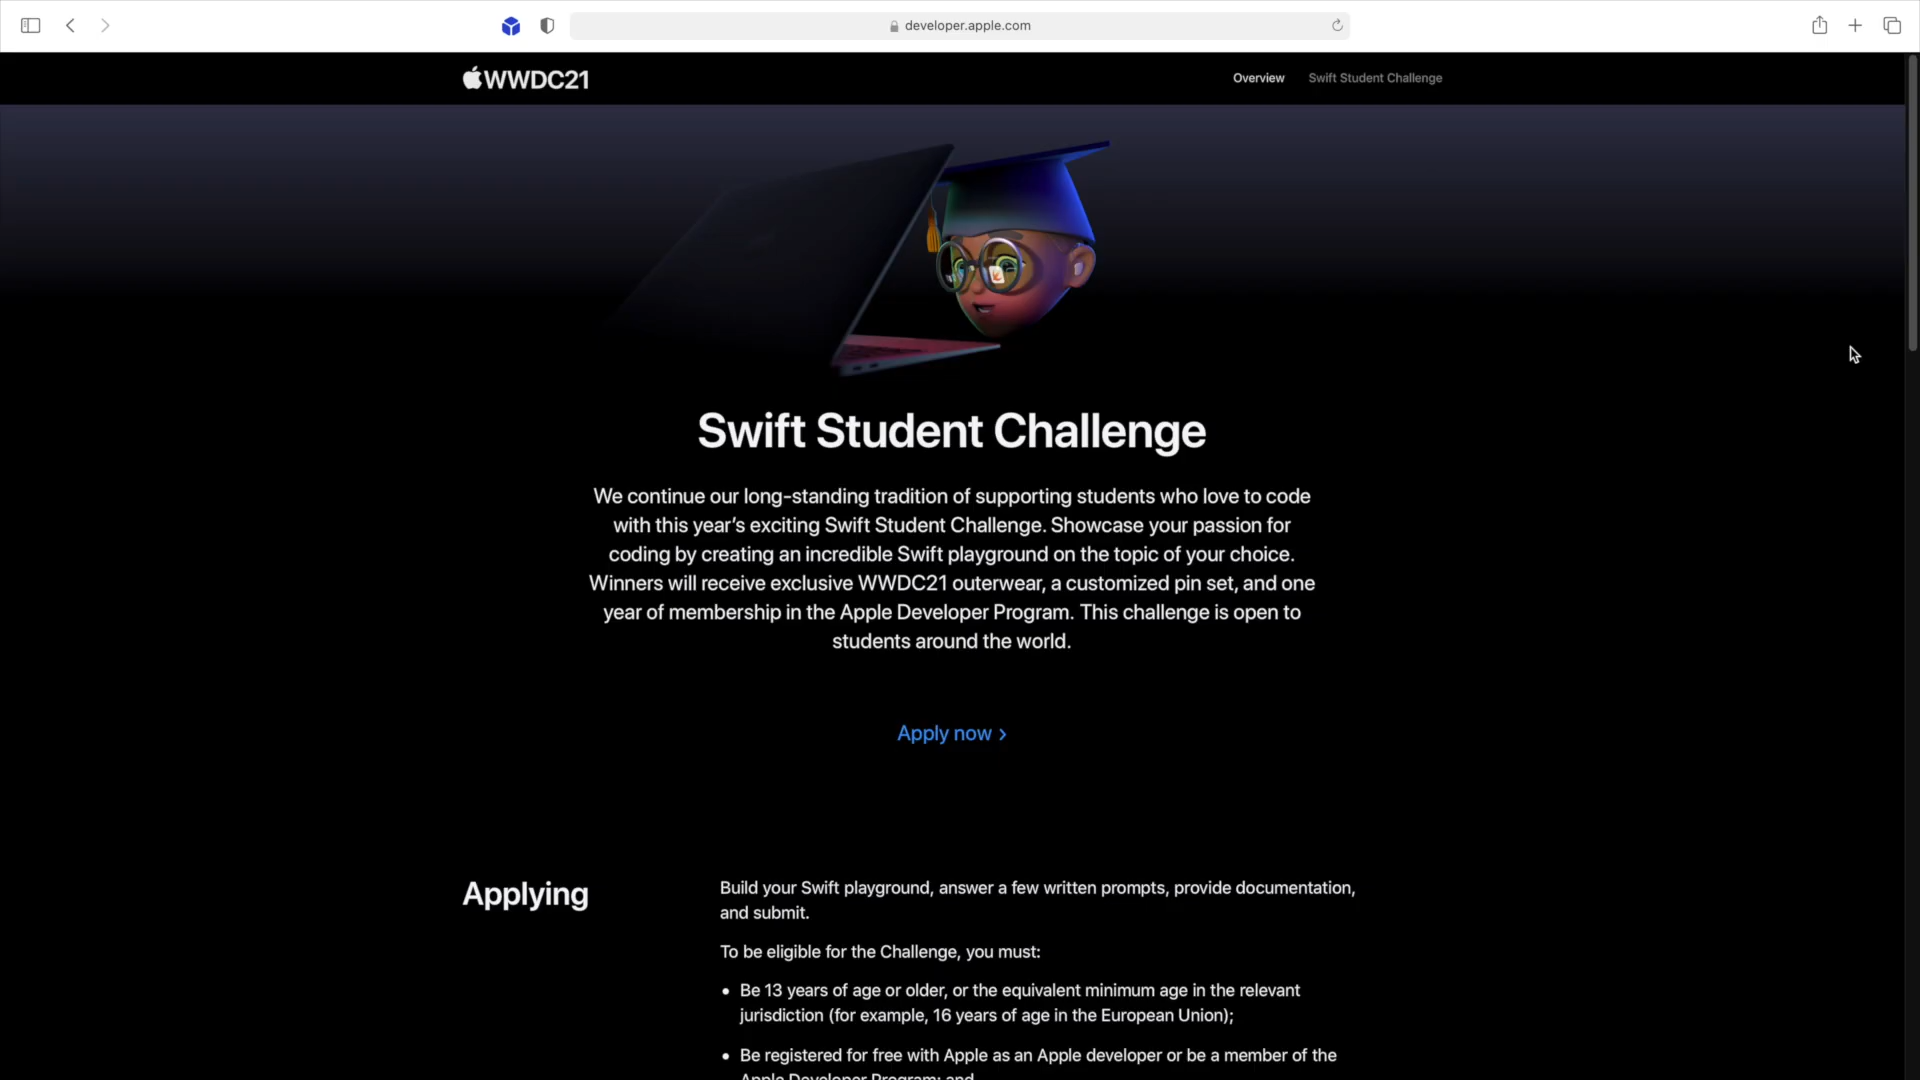 developer.apple.com
WWDC21
Overview
Swift Student Challenge
Swift Student Challenge
We continue our long-standing tradition of supporting students who love to code
with this year’s exciting Swift Student Challenge. Showcase your passion for
coding by creating an incredible Swift playground on the topic of your choice.
Winners will receive exclusive WWDC21 outerwear, a customized pin set, and one
year of membership in the Apple Developer Program. This challenge is open to
students around the world.
Apply now ›
Applying
Build your Swift playground, answer a few written prompts, provide documentation,
and submit.
To be eligible for the Challenge, you must:
• Be 13 years of age or older, or the equivalent minimum age in the relevant
jurisdiction (for example, 16 years of age in the European Union);
• Be registered for free with Apple as an Apple developer or be a member of the
Apple Developer Program; and